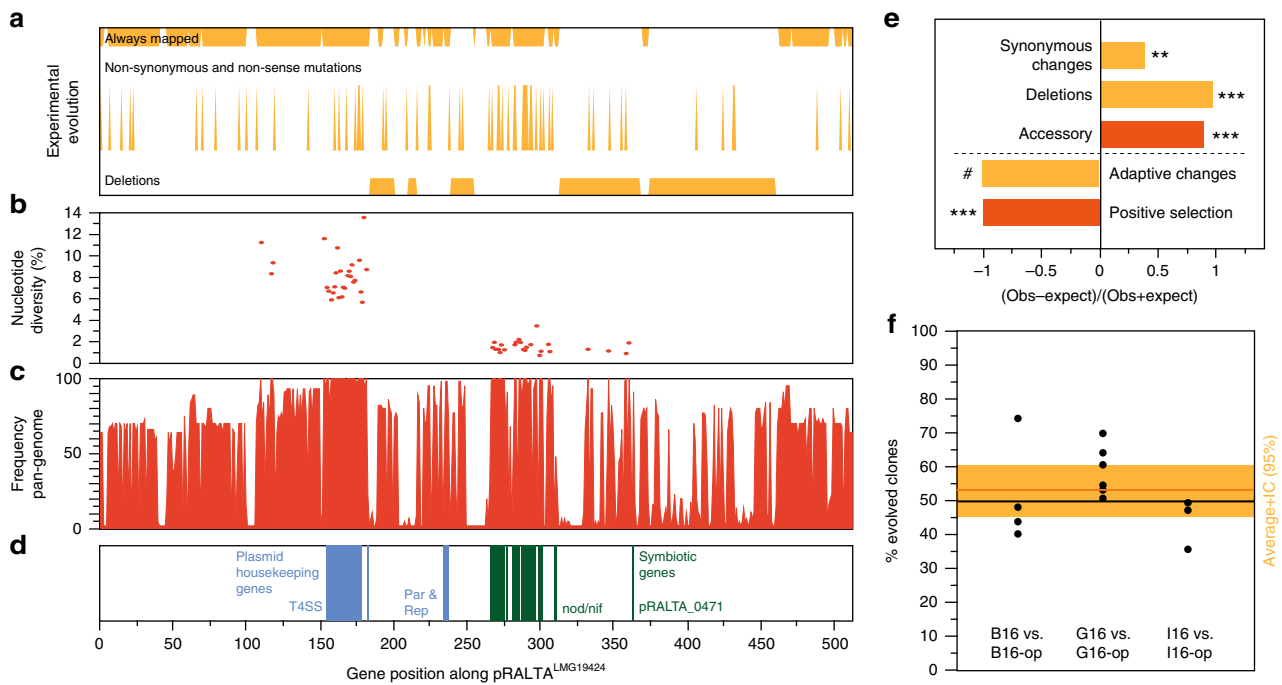 a
Always mapped
Non-synonymous and non-sense mutations
Experimental
evolution
Deletions
b
14
12
10
8
6
4
2
0
Nucleotide
diversity (%)
c
100
50
0
Frequency
pan-genome
d
Plasmid
housekeeping
genes
T4SS
Par &
Rep
nod/nif
Symbiotic
genes
pRALTA_0471
0 50 100 150 200 250 300 350 400 450 500
Gene position along pRALTA^LMG19424
e
Synonymous
changes
**
Deletions
***
Accessory
***
# Adaptive changes
*** Positive selection
−1 −0.5 0 0.5 1
(Obs−expect)/(Obs+expect)
f
100
90
80
70
60
50
40
30
20
10
0
% evolved clones
B16 vs.
B16-op
G16 vs.
G16-op
I16 vs.
I16-op
Average+IC (95%)